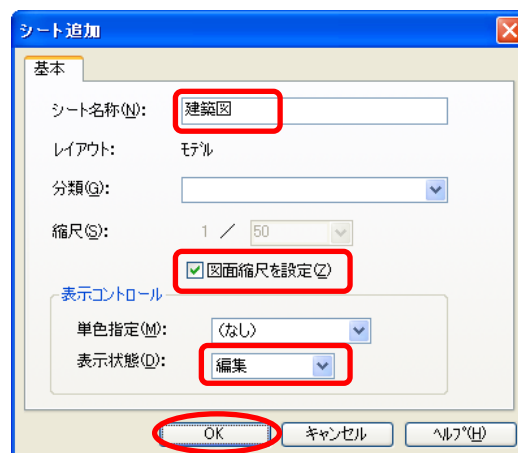 シート追加
基本
シート名称(N): 建築図
レイアウト: モデル
分類(G):
縮尺(S): 1 / 50
図面縮尺を設定(Z)
表示コントロール
単色指定(M): (なし)
表示状態(D): 編集
OK キャンセル ヘルプ(H)